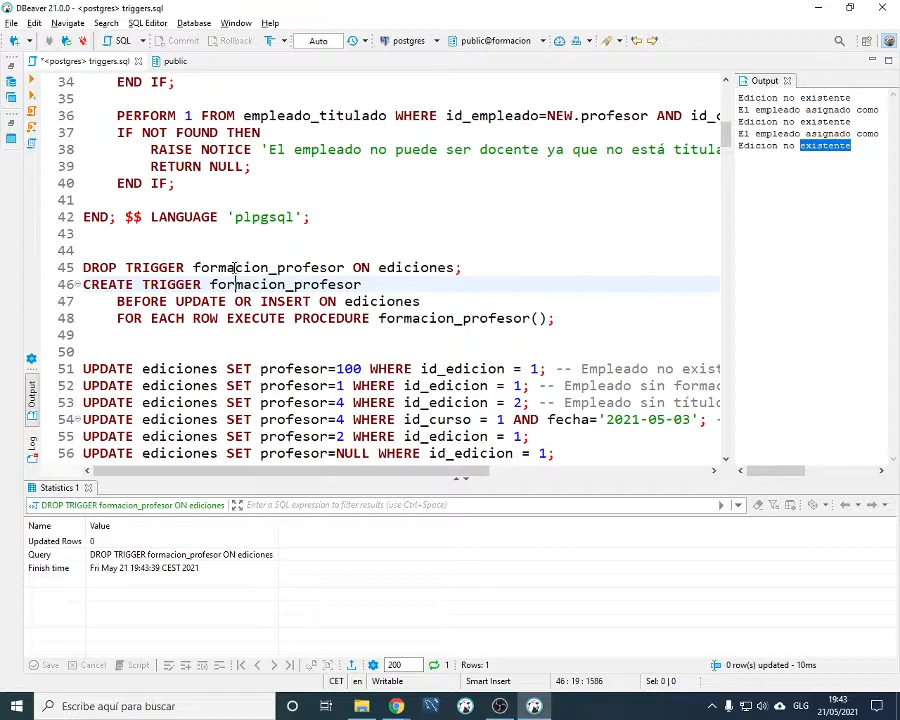 DBeaver 21.0.0 - <postgres> triggers.sql
File Edit Navigate Search SQL Editor Database Window Help
SQL Commit Rollback Auto postgres public@formacion
*<postgres> triggers.sql public
Output
34 END IF;
35
36 PERFORM 1 FROM empleado_titulado WHERE id_empleado=NEW.profesor AND id_c
37 IF NOT FOUND THEN
38 RAISE NOTICE 'El empleado no puede ser docente ya que no está titula
39 RETURN NULL;
40 END IF;
41
42 END; $$ LANGUAGE 'plpgsql';
43
44
45 DROP TRIGGER formacion_profesor ON ediciones;
46 CREATE TRIGGER formacion_profesor
47 BEFORE UPDATE OR INSERT ON ediciones
48 FOR EACH ROW EXECUTE PROCEDURE formacion_profesor();
49
50
51 UPDATE ediciones SET profesor=100 WHERE id_edicion = 1; -- Empleado no exist
52 UPDATE ediciones SET profesor=1 WHERE id_edicion = 1; -- Empleado sin formac
53 UPDATE ediciones SET profesor=4 WHERE id_edicion = 2; -- Empleado sin título
54 UPDATE ediciones SET profesor=4 WHERE id_curso = 1 AND fecha='2021-05-03'; -
55 UPDATE ediciones SET profesor=2 WHERE id_edicion = 1;
56 UPDATE ediciones SET profesor=NULL WHERE id_edicion = 1;
Edicion no existente
El empleado asignado como
Edicion no existente
El empleado asignado como
Edicion no existente
Output
Log
Statistics 1
DROP TRIGGER formacion_profesor ON ediciones Enter a SQL expression to filter results (use Ctrl+Space)
Name Value
Updated Rows 0
Query DROP TRIGGER formacion_profesor ON ediciones
Finish time Fri May 21 19:43:39 CEST 2021
Save Cancel Script 200 1 Rows: 1 0 row(s) updated - 10ms
CET en Writable Smart Insert 46 : 19 : 1586 Sel: 0 | 0
Escribe aquí para buscar
GLG
19:43
21/05/2021